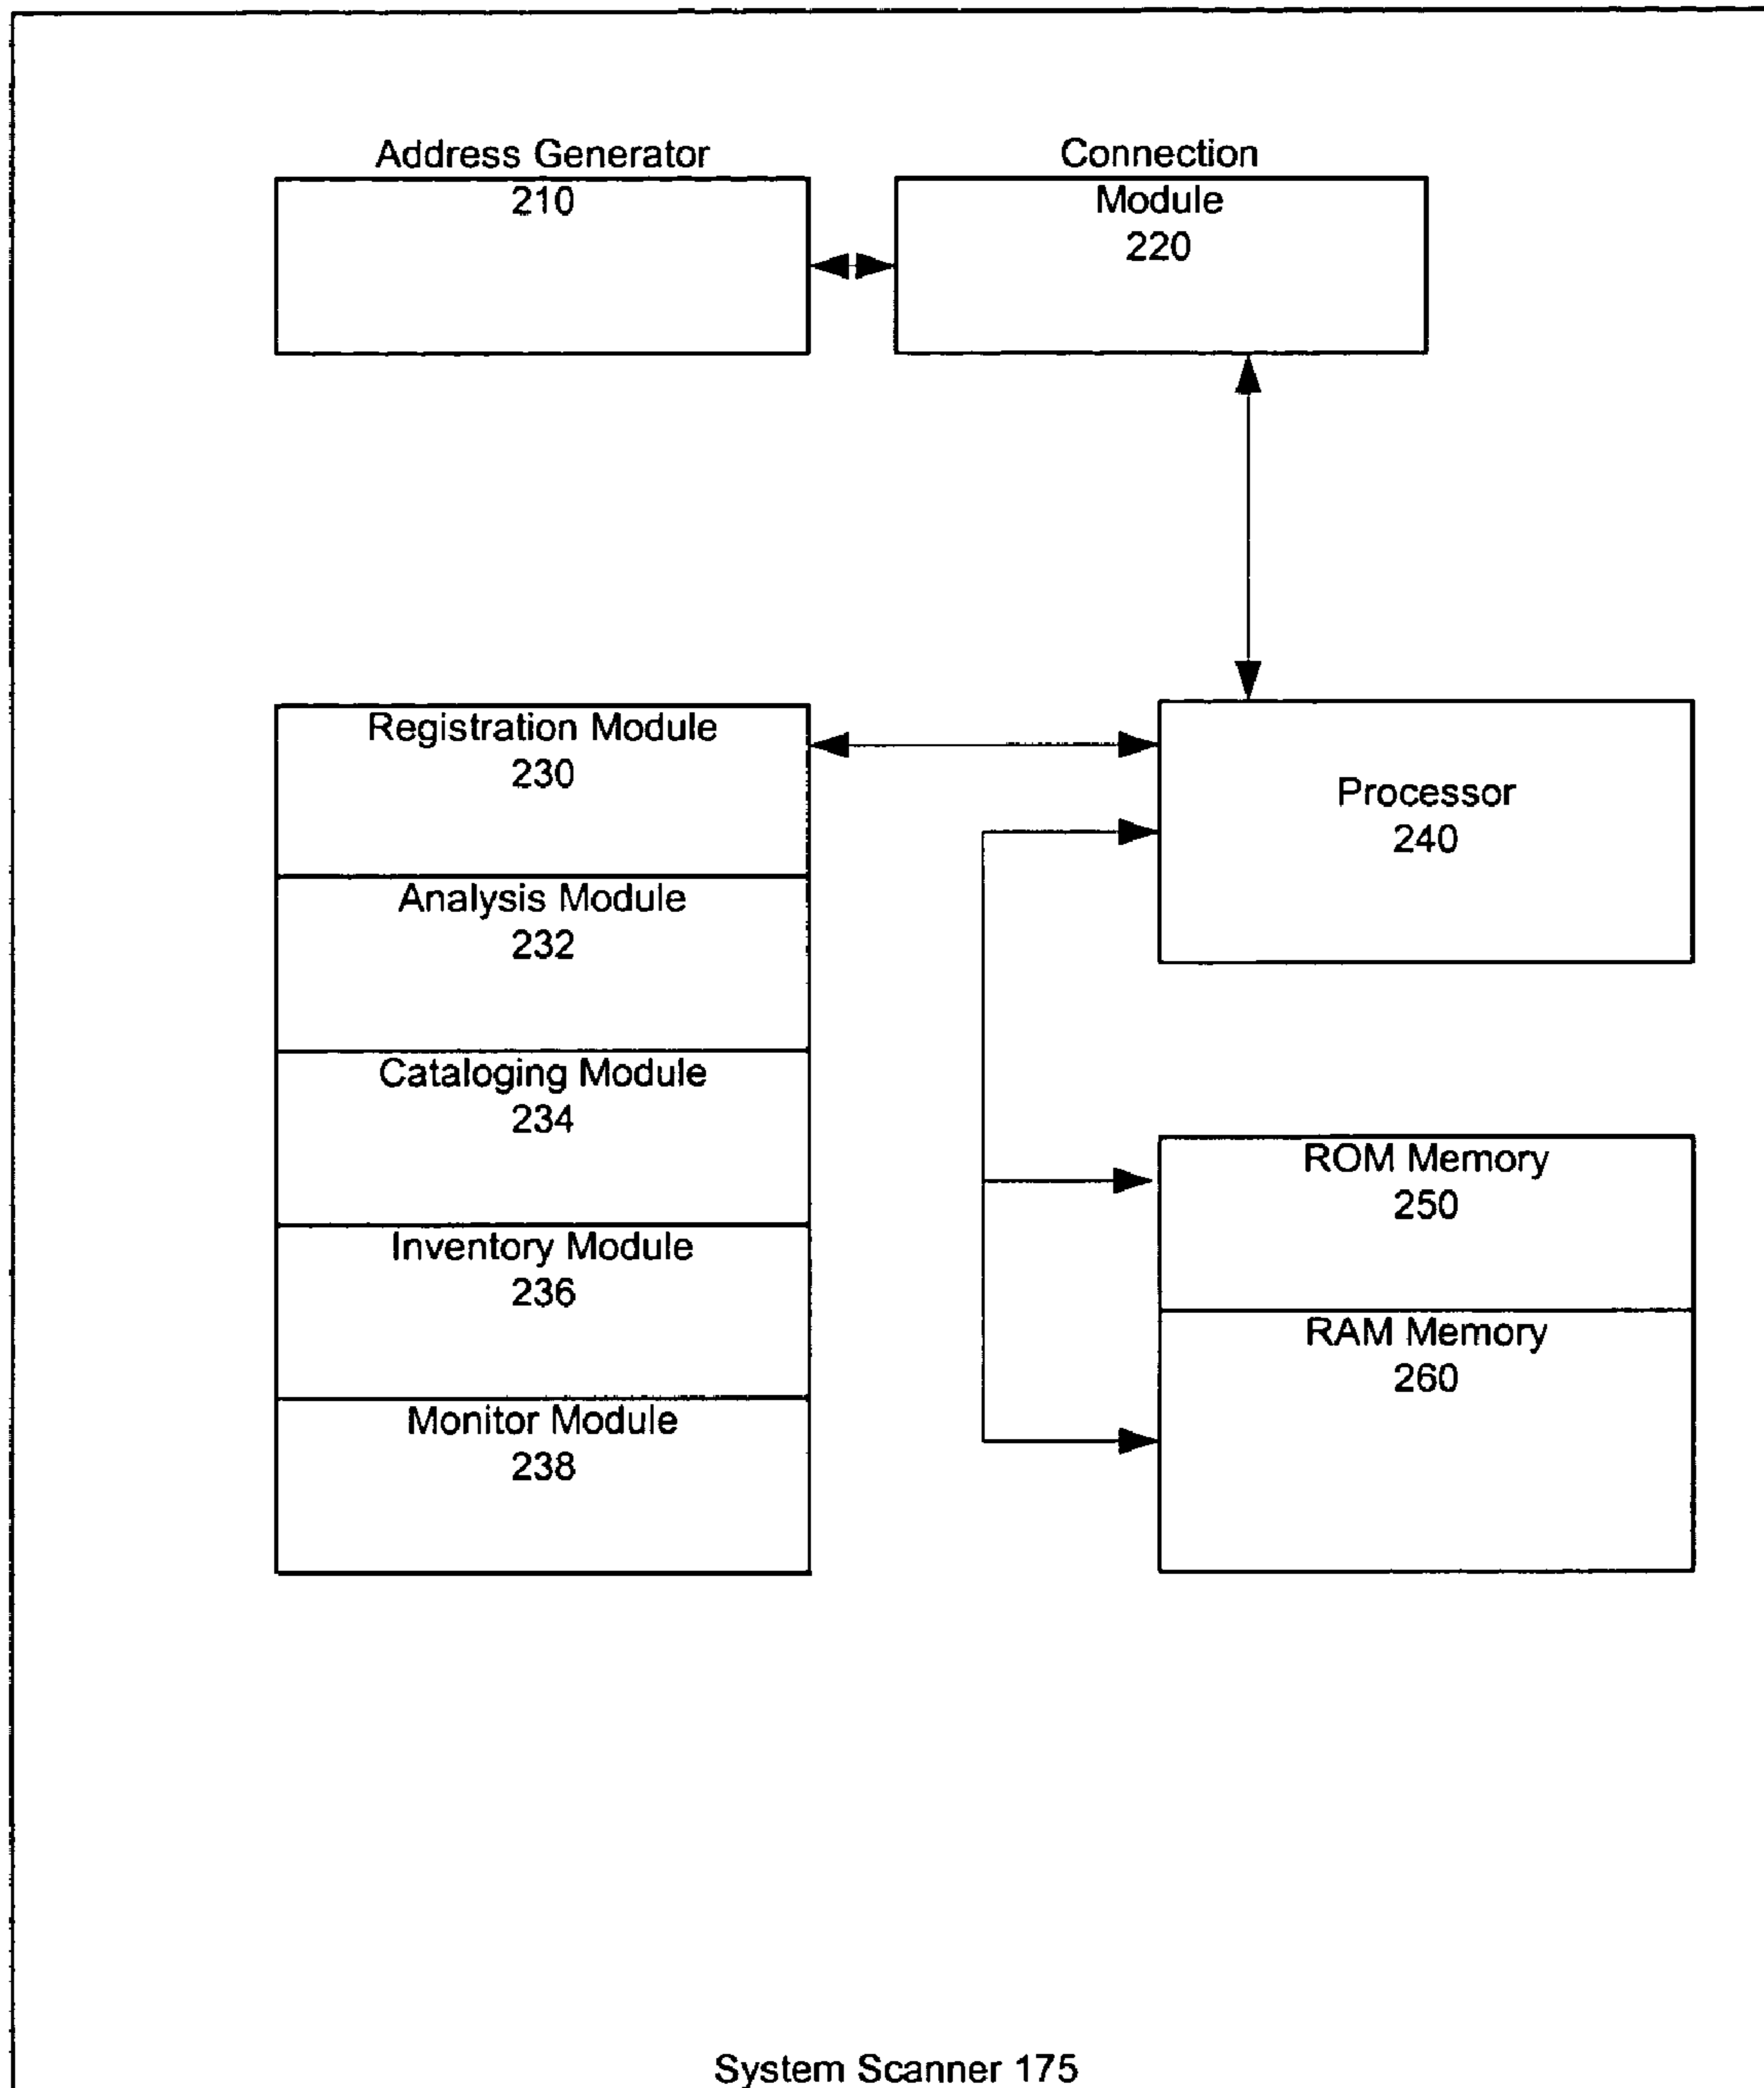 Address Generator
210
Connection
Module
220
Registration Module
230
Analysis Module
232
Cataloging Module
234
Inventory Module
236
Monitor Module
238
Processor
240
ROM Memory
250
RAM Memory
260
System Scanner 175